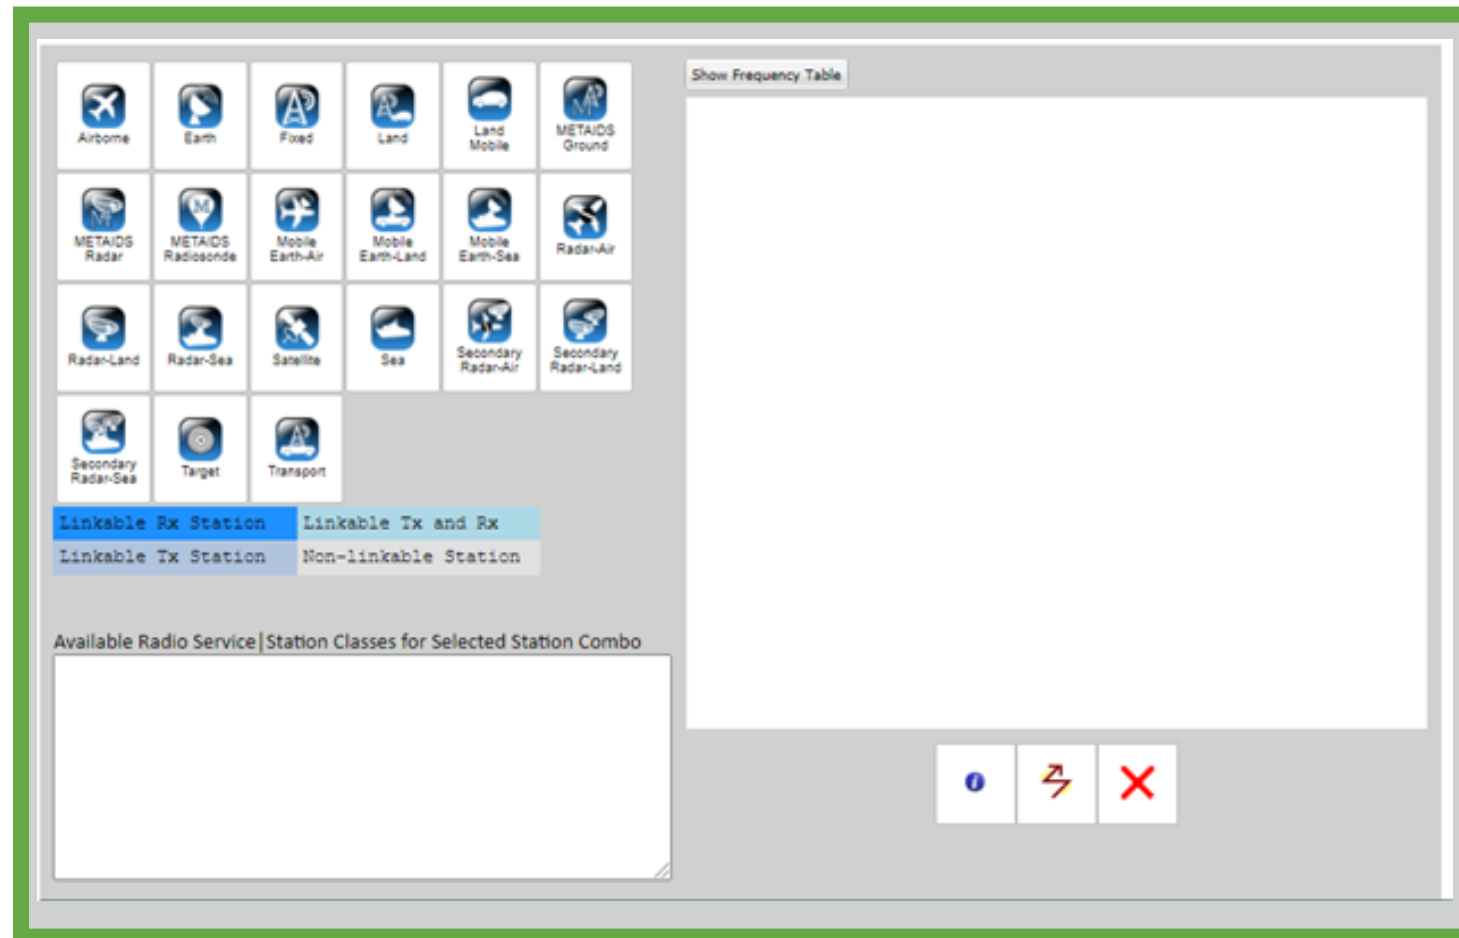 Show Frequency Table
Airborne
Earth
Fixed
Land
Land
Mobile
METAIDS
Ground
METAIDS
Radar
METAIDS
Radiosonde
Mobile
Earth-Air
Mobile
Earth-Land
Mobile
Earth-Sea
Radar-Air
Radar-Land
Radar-Sea
Satellite
Sea
Secondary
Radar-Air
Secondary
Radar-Land
Secondary
Radar-Sea
Target
Transport
Linkable Rx Station
Linkable Tx and Rx
Linkable Tx Station
Non-linkable Station
Available Radio Service|Station Classes for Selected Station Combo